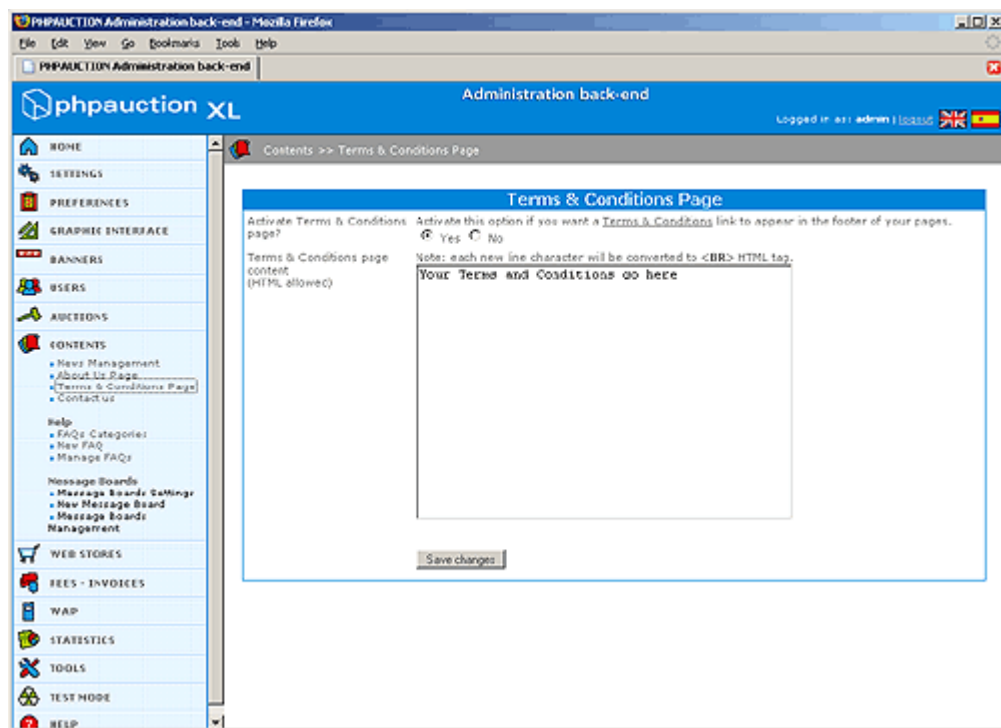 PHPAUCTION Administration back-end - Mozilla Firefox
File Edit View Go Bookmarks Tools Help
PHPAUCTION Administration back-end
phpauction XL
Administration back-end
Logged in as: admin | logout
HOME
SETTINGS
PREFERENCES
GRAPHIC INTERFACE
BANNERS
USERS
AUCTIONS
CONTENTS
News Management
About Us Page
Terms & Conditions Page
Contact us
Help
FAQs Categories
New FAQ
Manage FAQs
Message Boards
Message Boards Settings
New Message Board
Message Boards
Management
WEB STORES
FEES - INVOICES
WAP
STATISTICS
TOOLS
TEST MODE
HELP
Contents >> Terms & Conditions Page
Terms & Conditions Page
Activate Terms & Conditions
page?
Activate this option if you want a Terms & Conditions link to appear in the footer of your pages.
Yes No
Terms & Conditions page
content
(HTML allowed)
Note: each new line character will be converted to <BR> HTML tag.
Your Terms and Conditions go here
Save changes